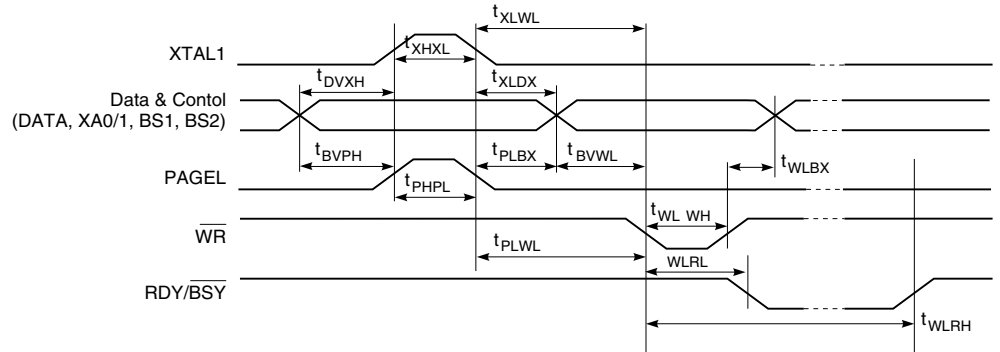 tXLWL
XTAL1
tXHXL
tDVXH
tXLDX
Data & Contol
(DATA, XA0/1, BS1, BS2)
tBVPH
tPLBX
tBVWL
tWLBX
PAGEL
tPHPL
tWL WH
WR
tPLWL
WLRL
RDY/BSY
tWLRH